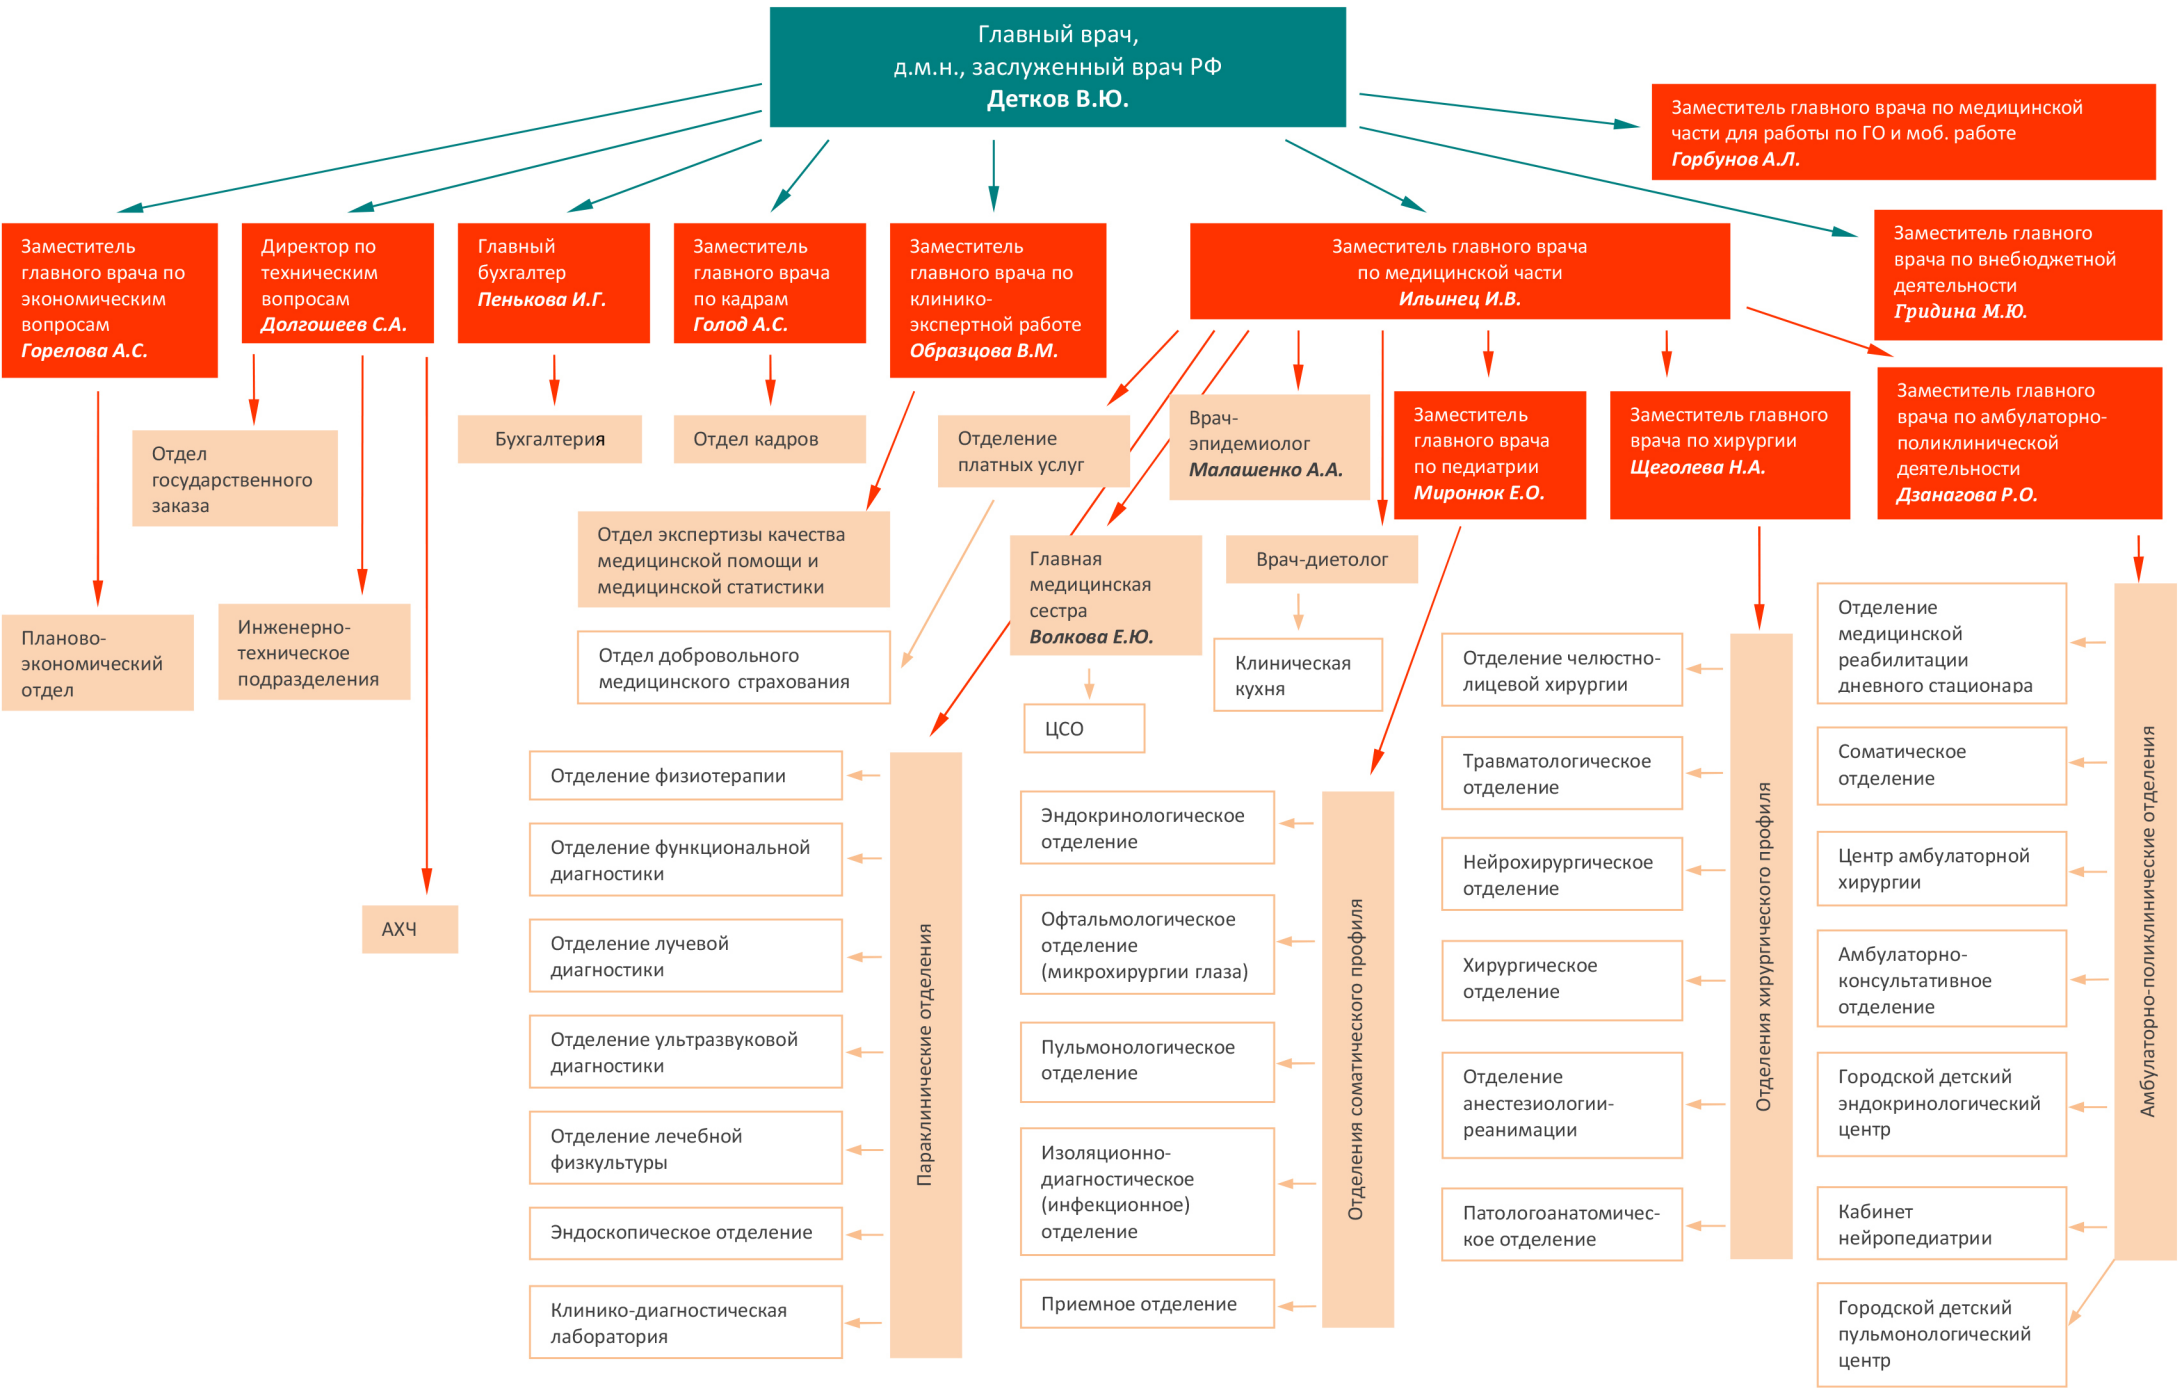 Главный врач,
д.м.н., заслуженный врач РФ
Детков В.Ю.
Заместитель главного врача по медицинской
части для работы по ГО и моб. работе
Горбунов А.Л.
Заместитель
главного врача по
экономическим
вопросам
Горелова А.С.
Директор по
техническим
вопросам
Долгошеев С.А.
Главный
бухгалтер
Пенькова И.Г.
Заместитель
главного врача
по кадрам
Голод А.С.
Заместитель
главного врача по
клинико-
экспертной работе
Образцова В.М.
Заместитель главного врача
по медицинской части
Ильинец И.В.
Заместитель главного
врача по внебюджетной
деятельности
Гридина М.Ю.
Отдел
государственного
заказа
Бухгалтерия
Отдел кадров
Отделение
платных услуг
Врач-
эпидемиолог
Малашенко А.А.
Заместитель
главного врача
по педиатрии
Миронюк Е.О.
Заместитель главного
врача по хирургии
Щеголева Н.А.
Заместитель главного
врача по амбулаторно-
поликлинической
деятельности
Дзанагова Р.О.
Планово-
экономический
отдел
Инженерно-
техническое
подразделения
АХЧ
Отдел экспертизы качества
медицинской помощи и
медицинской статистики
Отдел добровольного
медицинского страхования
Главная
медицинская
сестра
Волкова Е.Ю.
ЦСО
Врач-диетолог
Клиническая
кухня
Параклинические отделения
Отделение физиотерапии
Отделение функциональной
диагностики
Отделение лучевой
диагностики
Отделение ультразвуковой
диагностики
Отделение лечебной
физкультуры
Эндоскопическое отделение
Клинико-диагностическая
лаборатория
Отделения соматического профиля
Эндокринологическое
отделение
Офтальмологическое
отделение
(микрохирургии глаза)
Пульмонологическое
отделение
Изоляционно-
диагностическое
(инфекционное)
отделение
Приемное отделение
Отделения хирургического профиля
Отделение челюстно-
лицевой хирургии
Травматологическое
отделение
Нейрохирургическое
отделение
Хирургическое
отделение
Отделение
анестезиологии-
реанимации
Патологоанатомичес-
кое отделение
Амбулаторно-поликлинические отделения
Отделение
медицинской
реабилитации
дневного стационара
Соматическое
отделение
Центр амбулаторной
хирургии
Амбулаторно-
консультативное
отделение
Городской детский
эндокринологический
центр
Кабинет
нейропедиатрии
Городской детский
пульмонологический
центр